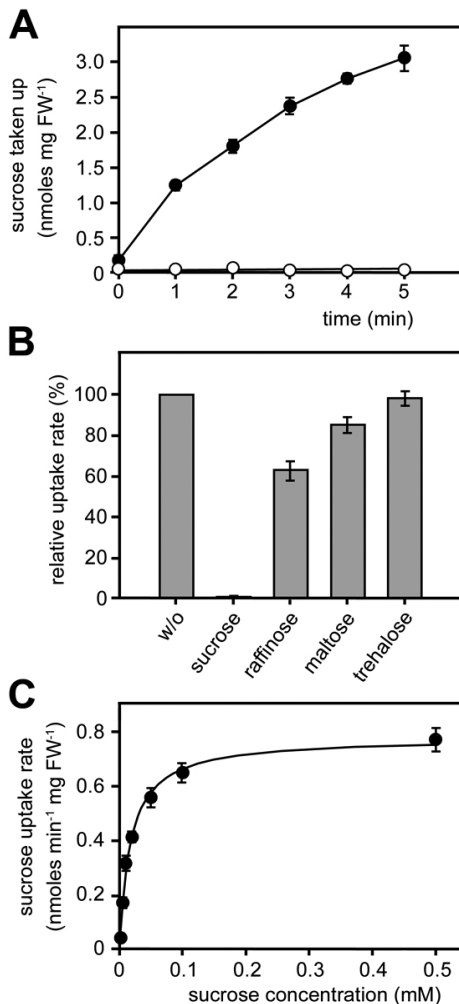 A
sucrose taken up
(nmoles mg FW⁻¹)
3.0
2.5
2.0
1.5
1.0
0.5
0
0 1 2 3 4 5
time (min)
B
relative uptake rate (%)
100
80
60
40
20
0
w/o sucrose raffinose maltose trehalose
C
sucrose uptake rate
(nmoles min⁻¹ mg FW⁻¹)
0.8
0.6
0.4
0.2
0
0 0.1 0.2 0.3 0.4 0.5
sucrose concentration (mM)